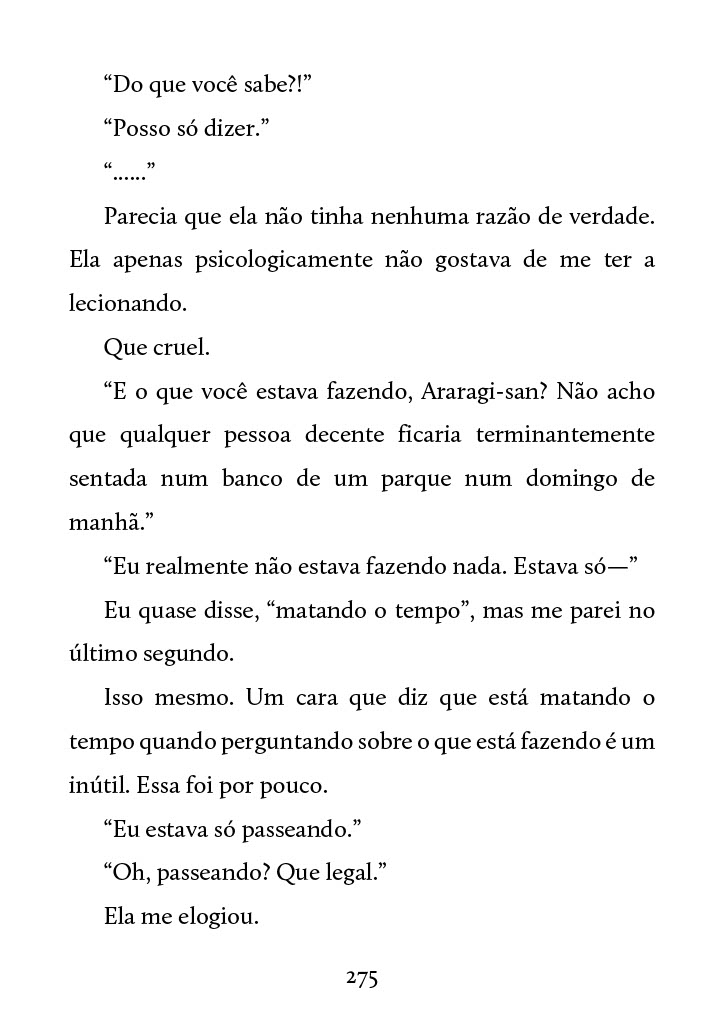 “Do que você sabe?!”
“Posso só dizer.”
“......”
Parecia que ela não tinha nenhuma razão de verdade.
Ela apenas psicologicamente não gostava de me ter a
lecionando.
Que cruel.
“E o que você estava fazendo, Araragi-san? Não acho
que qualquer pessoa decente ficaria terminantemente
sentada num banco de um parque num domingo de
manhã.”
“Eu realmente não estava fazendo nada. Estava só—”
Eu quase disse, “matando o tempo”, mas me parei no
último segundo.
Isso mesmo. Um cara que diz que está matando o
tempo quando perguntando sobre o que está fazendo é um
inútil. Essa foi por pouco.
“Eu estava só passeando.”
“Oh, passeando? Que legal.”
Ela me elogiou.
275